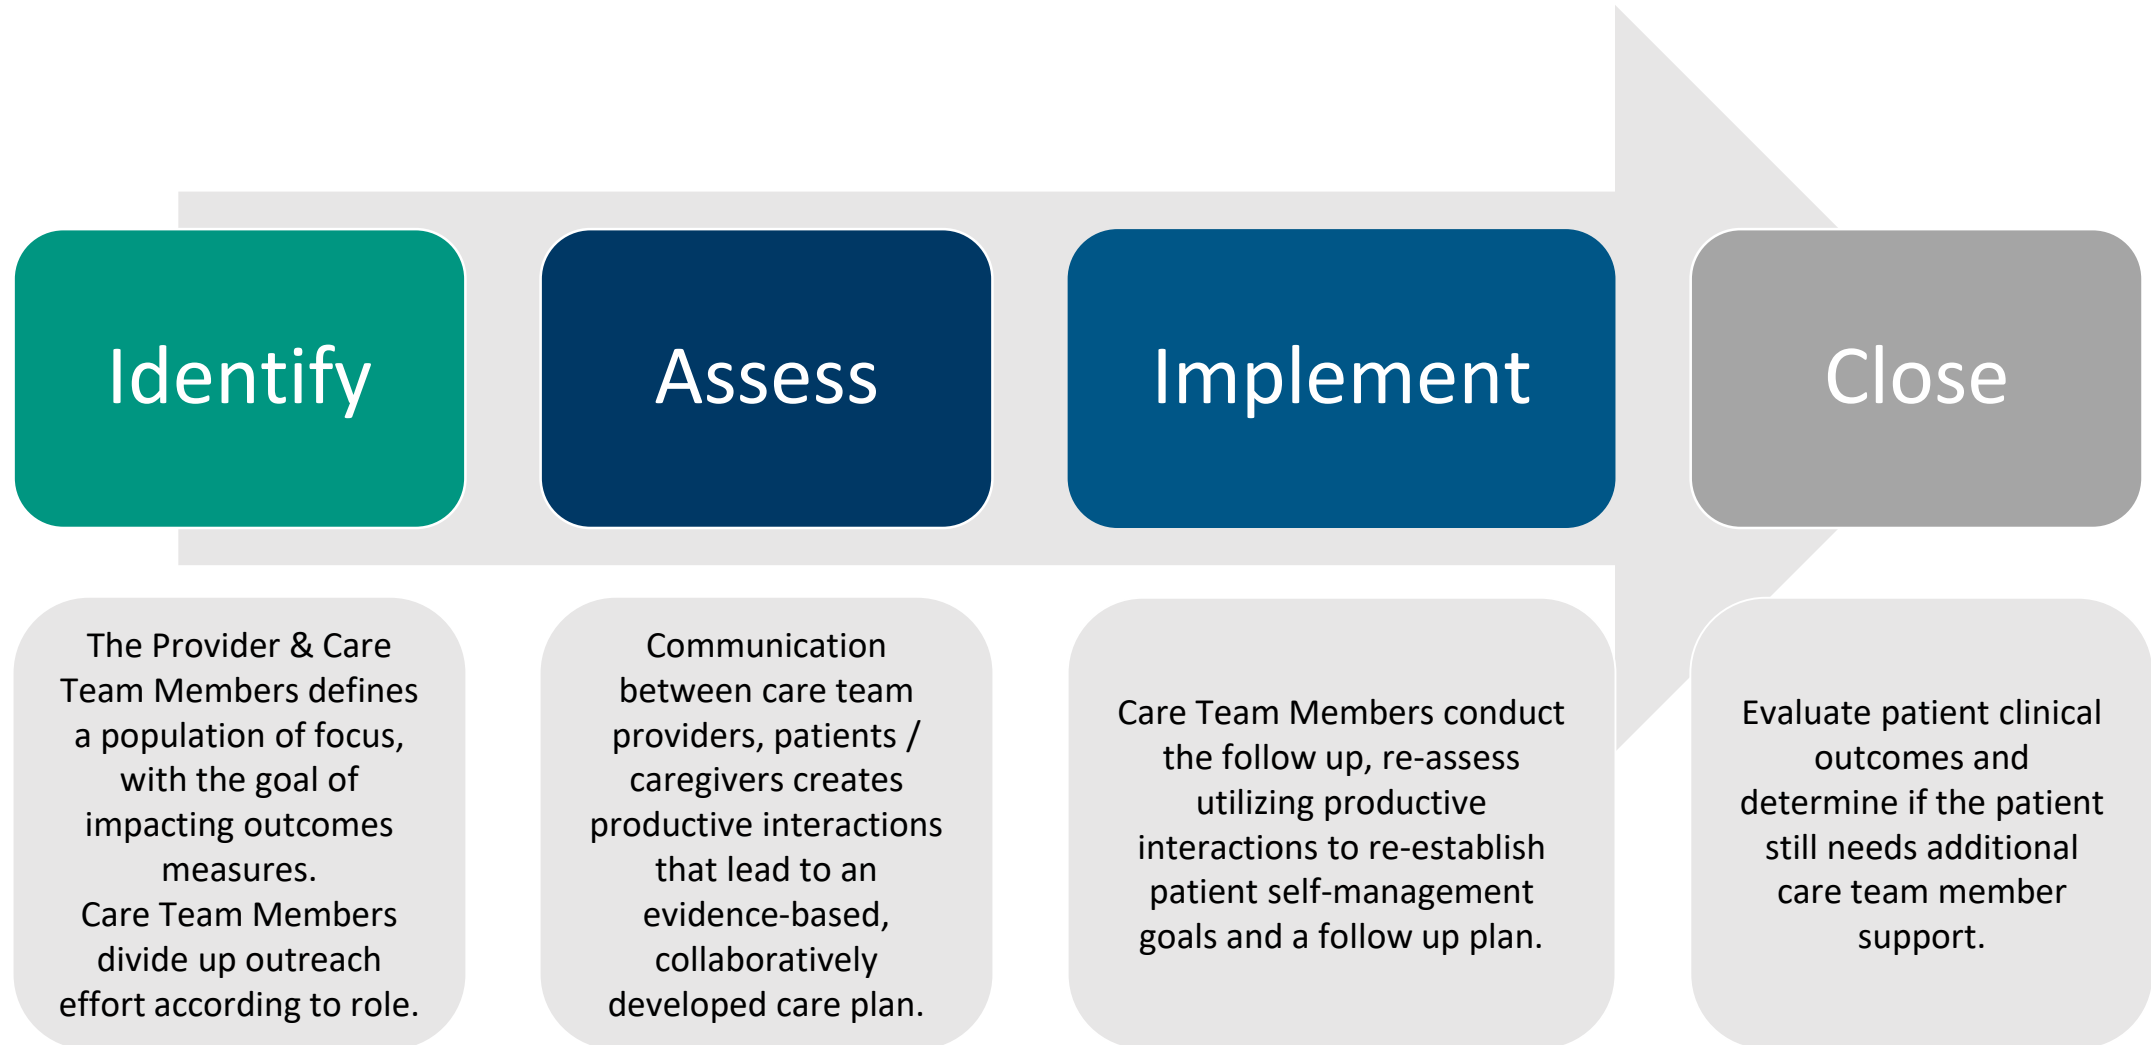 Identify
Assess
Implement
Close
The Provider & Care
Team Members defines
a population of focus,
with the goal of
impacting outcomes
measures.
Care Team Members
divide up outreach
effort according to role.
Communication
between care team
providers, patients /
caregivers creates
productive interactions
that lead to an
evidence-based,
collaboratively
developed care plan.
Care Team Members conduct
the follow up, re-assess
utilizing productive
interactions to re-establish
patient self-management
goals and a follow up plan.
Evaluate patient clinical
outcomes and
determine if the patient
still needs additional
care team member
support.